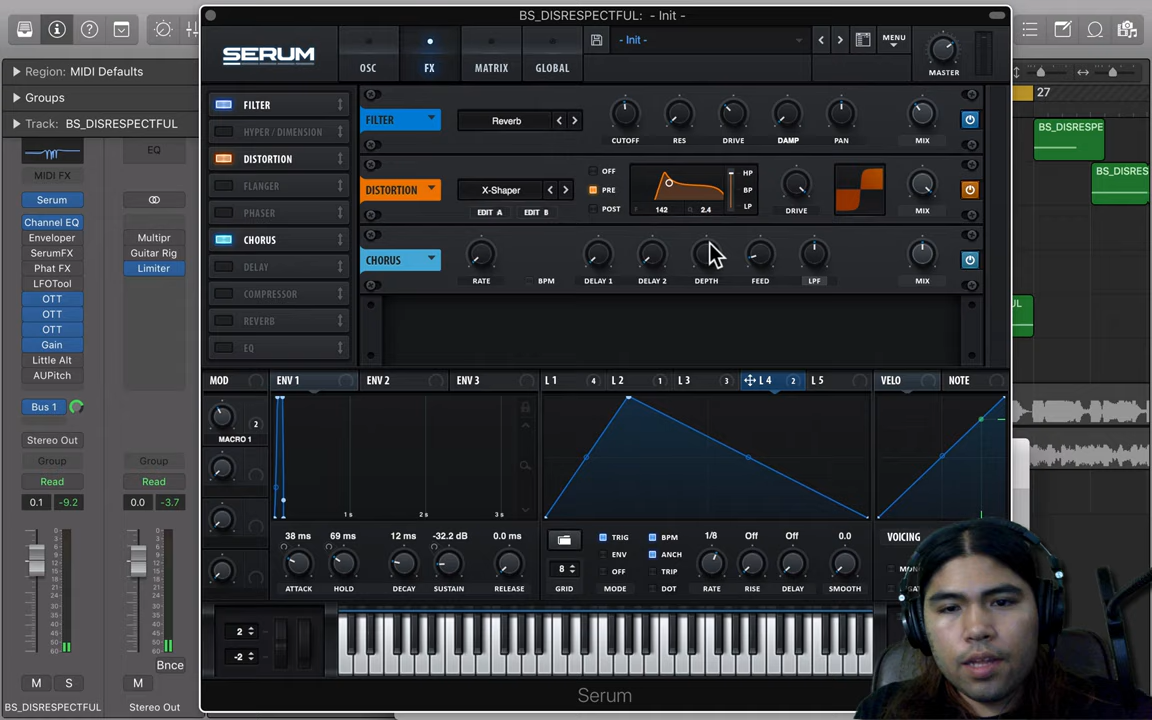 BS_DISRESPECTFUL: - Init -
Region: MIDI Defaults
Groups
Track: BS_DISRESPECTFUL
MIDI FX
Serum
Channel EQ
Enveloper
SerumFX
Phat FX
LFOTool
OTT
OTT
OTT
Gain
Little Alt
AUPitch
Bus 1
Stereo Out
Group
Read
0.1 -9.2
M S
BS_DISRESPECTFUL
EQ
Multipr
Guitar Rig
Limiter
Group
Read
0.0 -3.7
Bnce
M
Stereo Out
SERUM
OSC FX MATRIX GLOBAL
- Init -
MENU
MASTER
FILTER
HYPER / DIMENSION
DISTORTION
FLANGER
PHASER
CHORUS
DELAY
COMPRESSOR
REVERB
EQ
FILTER Reverb
CUTOFF RES DRIVE DAMP PAN MIX
DISTORTION X-Shaper
EDIT A EDIT B
OFF
PRE
POST
142 2.4
HP
BP
LP
DRIVE MIX
CHORUS
RATE BPM DELAY 1 DELAY 2 DEPTH FEED LPF MIX
MOD ENV 1 ENV 2 ENV 3 L 1 4 L 2 1 L 3 3 L 4 2 L 5 VELO NOTE
2
MACRO 1
1 s 2 s 3 s
38 ms 69 ms 12 ms -32.2 dB 0.0 ms
ATTACK HOLD DECAY SUSTAIN RELEASE
8
GRID
TRIG
ENV
OFF
MODE
BPM
ANCH
TRIP
DOT
1/8 Off Off 0.0
RATE RISE DELAY SMOOTH
VOICING
2
-2
Serum
27
BS_DISRESPE
BS_DISRES